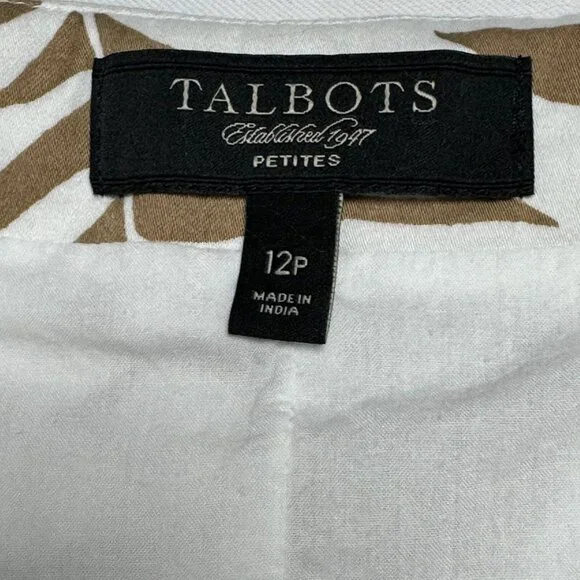 TALBOTS
Established 1947
PETITES
12P
MADE IN
INDIA